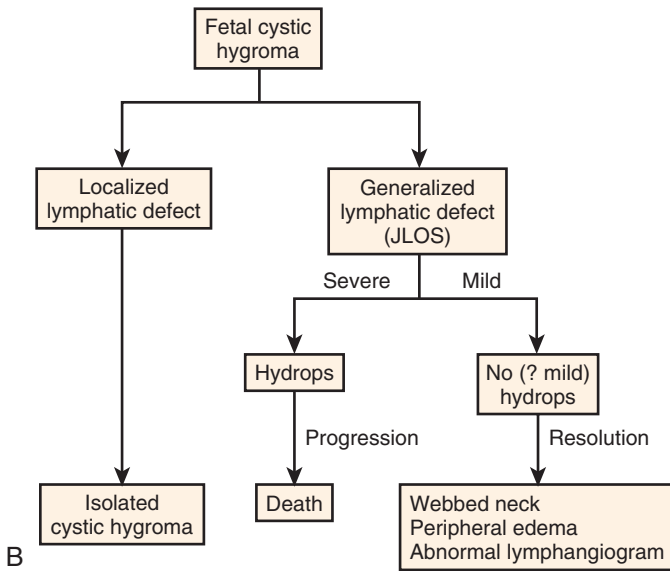 Fetal cystic
hygroma
Localized
lymphatic defect
Generalized
lymphatic defect
(JLOS)
Severe
Mild
Hydrops
No (? mild)
hydrops
Progression
Resolution
Isolated
cystic hygroma
Death
Webbed neck
Peripheral edema
Abnormal lymphangiogram
B